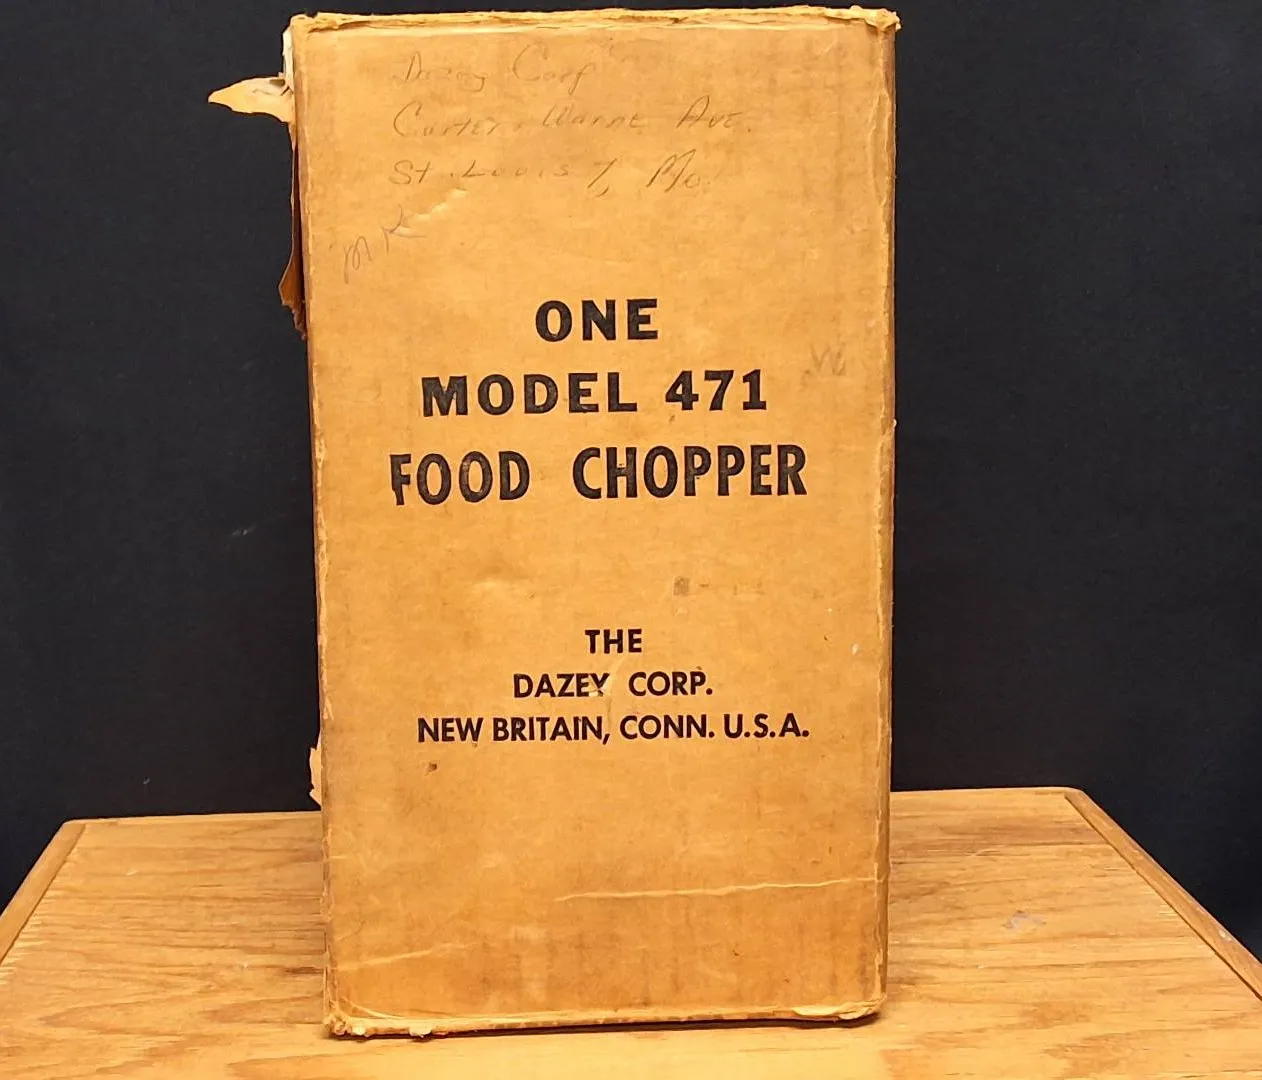 Dazey Corp
Carter & Warne Ave.
St. Louis 7, Mo.
MK
W
ONE
MODEL 471
FOOD CHOPPER
THE
DAZEY CORP.
NEW BRITAIN, CONN. U.S.A.